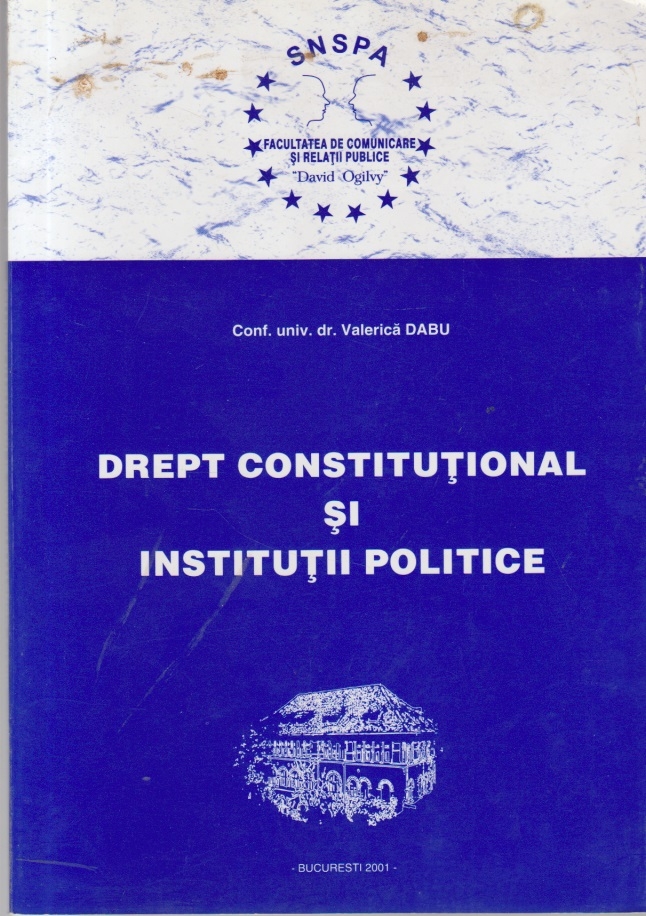 SNSPA
FACULTATEA DE COMUNICARE
ŞI RELAŢII PUBLICE
"David Ogilvy"
Conf. univ. dr. Valerică DABU
DREPT CONSTITUŢIONAL
ŞI
INSTITUŢII POLITICE
- BUCURESTI 2001 -